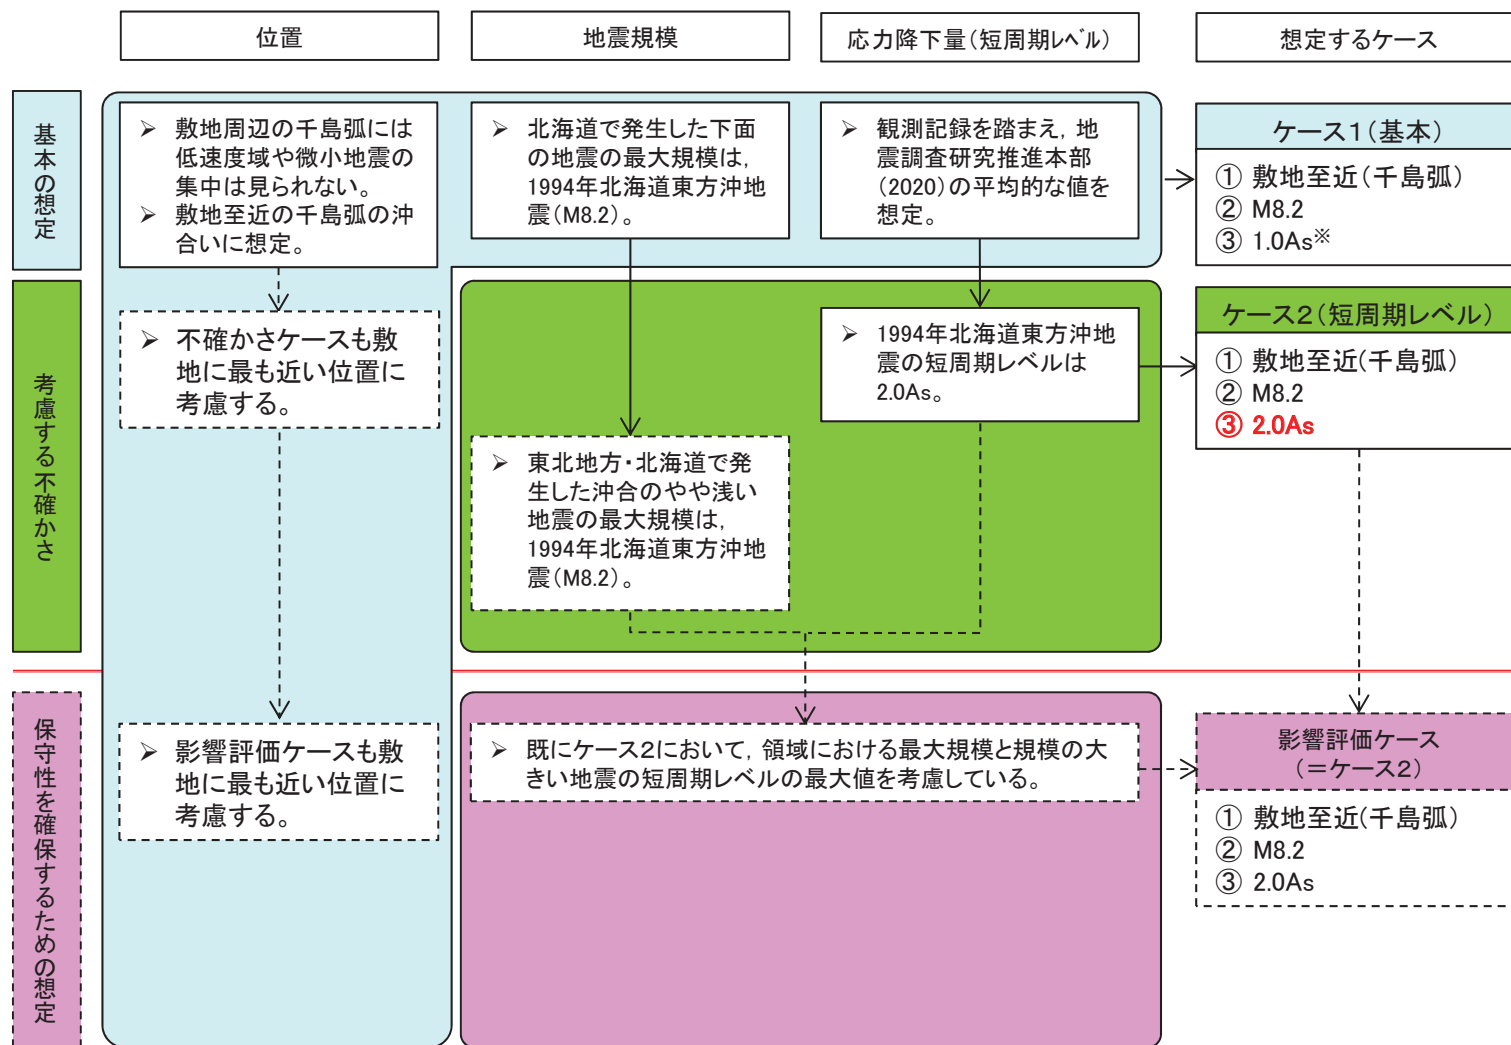 位置
地震規模
応力降下量(短周期ﾚﾍﾞﾙ)
想定するケース
基本の想定
➢ 敷地周辺の千島弧には
低速度域や微小地震の
集中は見られない。
➢ 敷地至近の千島弧の沖
合いに想定。
➢ 北海道で発生した下面
の地震の最大規模は,
1994年北海道東方沖地
震(M8.2)。
➢ 観測記録を踏まえ, 地
震調査研究推進本部
(2020)の平均的な値を
想定。
ケース1(基本)
① 敷地至近(千島弧)
② M8.2
③ 1.0As※
考慮する不確かさ
➢ 不確かさケースも敷
地に最も近い位置に
考慮する。
➢ 1994年北海道東方沖地
震の短周期レベルは
2.0As。
➢ 東北地方・北海道で発
生した沖合のやや浅い
地震の最大規模は,
1994年北海道東方沖地
震(M8.2)。
ケース2(短周期レベル)
① 敷地至近(千島弧)
② M8.2
③ 2.0As
保守性を確保するための想定
➢ 影響評価ケースも敷
地に最も近い位置に
考慮する。
➢ 既にケース2において, 領域における最大規模と規模の大
きい地震の短周期レベルの最大値を考慮している。
影響評価ケース
(=ケース2)
① 敷地至近(千島弧)
② M8.2
③ 2.0As